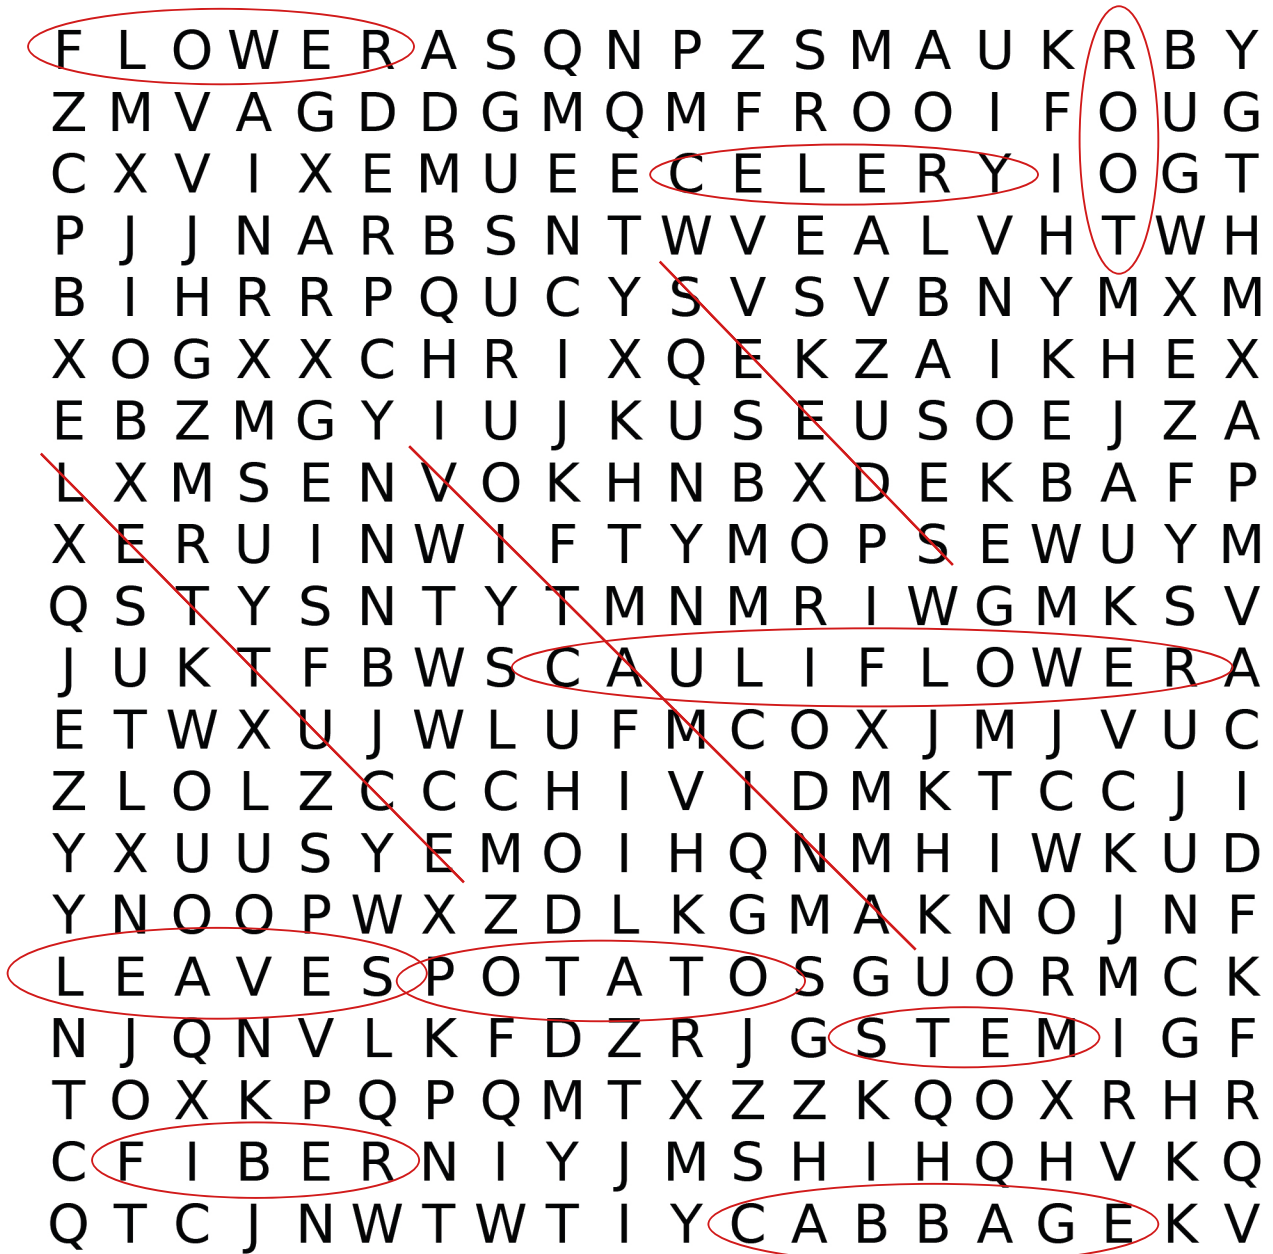 F L O W E R A S Q N P Z S M A U K R B Y
Z M V A G D D G M Q M F R O O I F O U G
C X V I X E M U E E C E L E R Y I O G T
P J J N A R B S N T W V E A L V H T W H
B I H R R P Q U C Y S V S V B N Y M X M
X O G X X C H R I X Q E K Z A I K H E X
E B Z M G Y I U J K U S E U S O E J Z A
L X M S E N V O K H N B X D E K B A F P
X E R U I N W I F T Y M O P S E W U Y M
Q S T Y S N T Y T M N M R I W G M K S V
J U K T F B W S C A U L I F L O W E R A
E T W X U J W L U F M C O X J M J V U C
Z L O L Z C C C H I V I D M K T C C J I
Y X U U S Y E M O I H Q N M H I W K U D
Y N O O P W X Z D L K G M A K N O J N F
L E A V E S P O T A T O S G U O R M C K
N J Q N V L K F D Z R J G S T E M I G F
T O X K P Q P Q M T X Z Z K Q O X R H R
C F I B E R N I Y J M S H I H Q H V K Q
Q T C J N W T W T I Y C A B B A G E K V